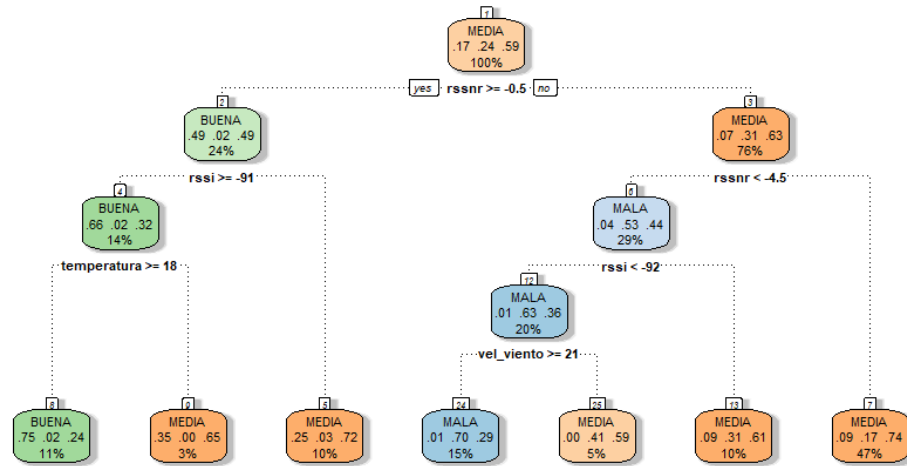 1
MEDIA
.17 .24 .59
100%
yes rssnr >= -0.5 no
2
BUENA
.49 .02 .49
24%
3
MEDIA
.07 .31 .63
76%
rssi >= -91
rssnr < -4.5
4
BUENA
.66 .02 .32
14%
6
MALA
.04 .53 .44
29%
temperatura >= 18
rssi < -92
12
MALA
.01 .63 .36
20%
vel_viento >= 21
8
BUENA
.75 .02 .24
11%
9
MEDIA
.35 .00 .65
3%
5
MEDIA
.25 .03 .72
10%
24
MALA
.01 .70 .29
15%
25
MEDIA
.00 .41 .59
5%
13
MEDIA
.09 .31 .61
10%
7
MEDIA
.09 .17 .74
47%